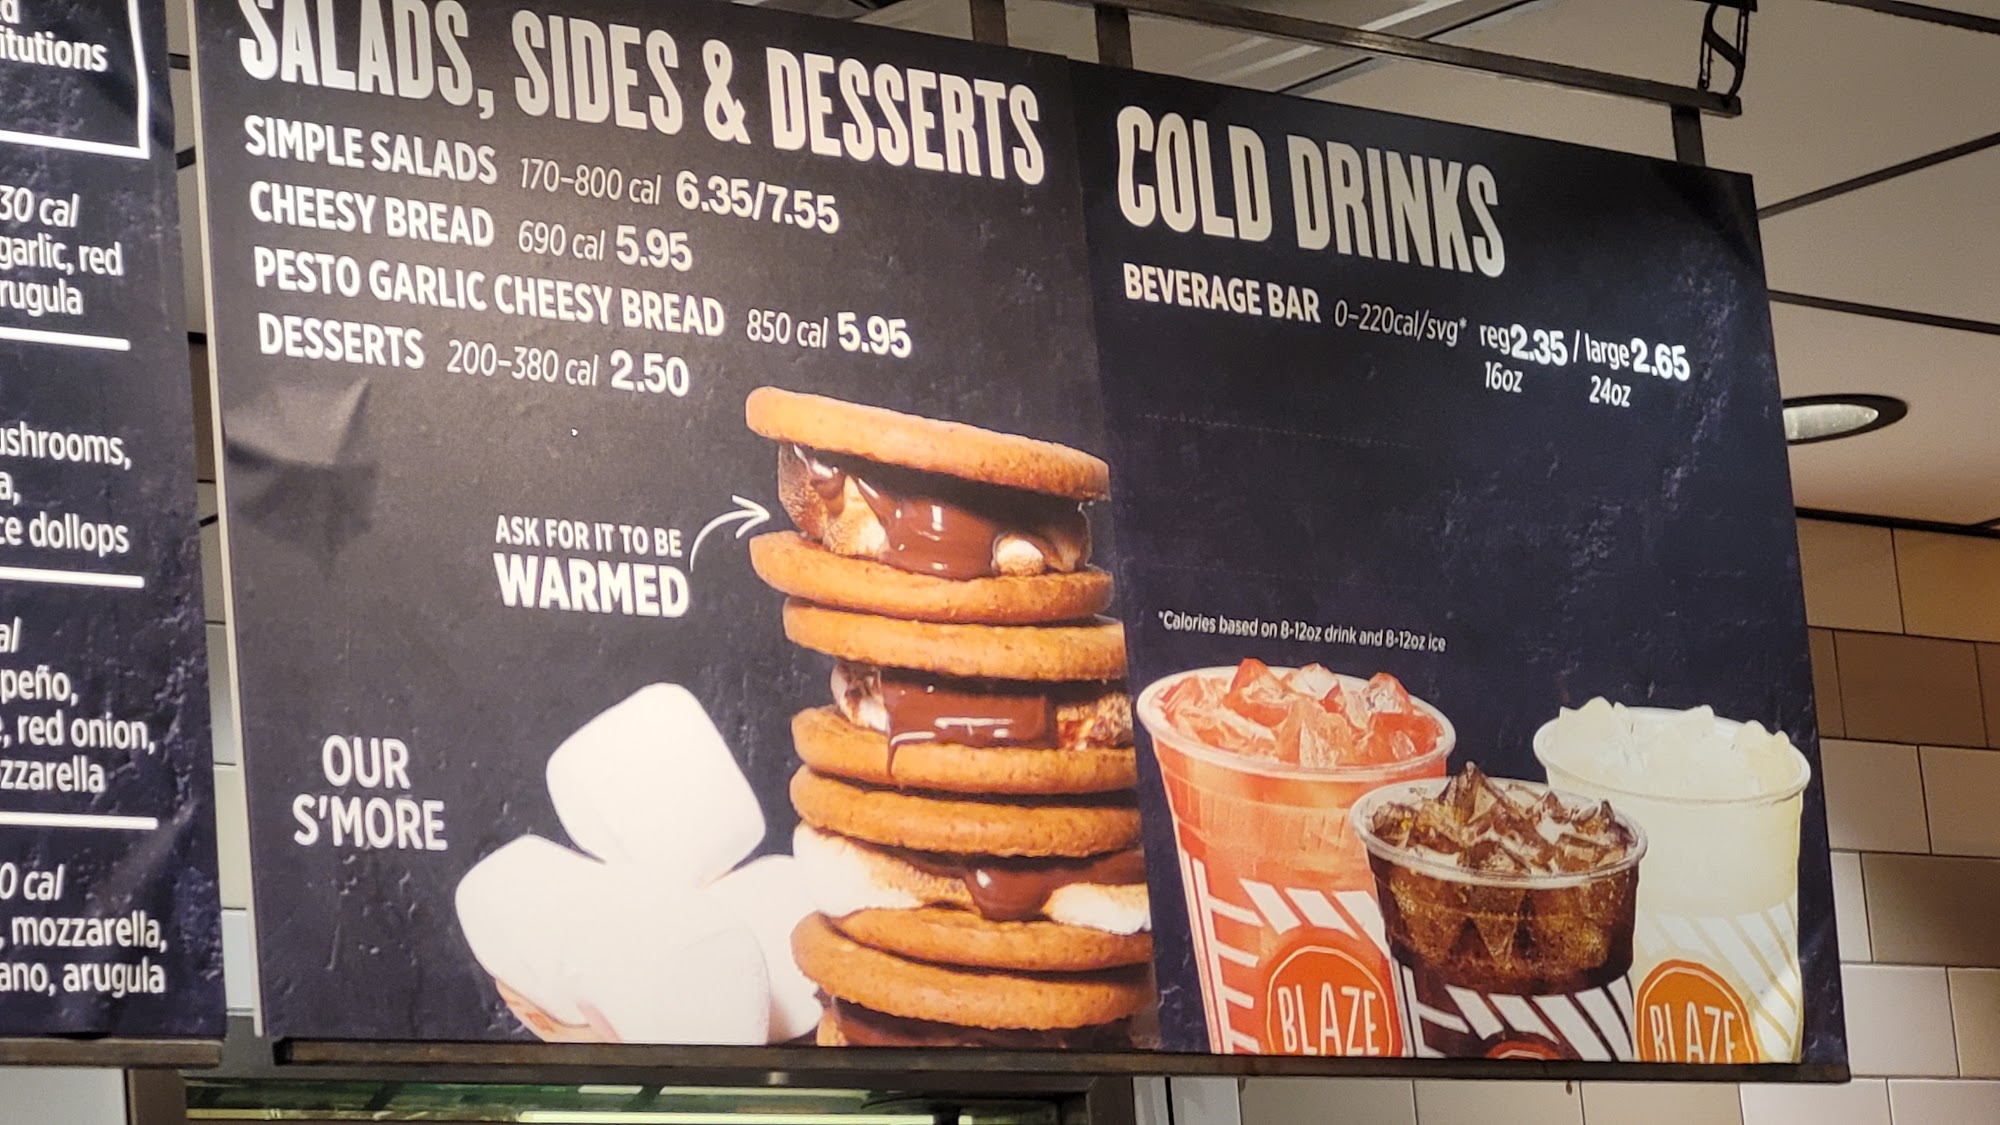 itutions
30 cal
garlic, red
rugula
ushrooms,
a,
ce dollops
al
peño,
, red onion,
zzarella
0 cal
, mozzarella,
ano, arugula
SALADS, SIDES & DESSERTS
SIMPLE SALADS 170-800 cal 6.35/7.55
CHEESY BREAD 690 cal 5.95
PESTO GARLIC CHEESY BREAD 850 cal 5.95
DESSERTS 200-380 cal 2.50
ASK FOR IT TO BE
WARMED
OUR
S'MORE
COLD DRINKS
BEVERAGE BAR 0-220cal/svg* reg 2.35 / large 2.65
16oz 24oz
*Calories based on 8-12oz drink and 8-12oz ice
BLAZE
BLAZE